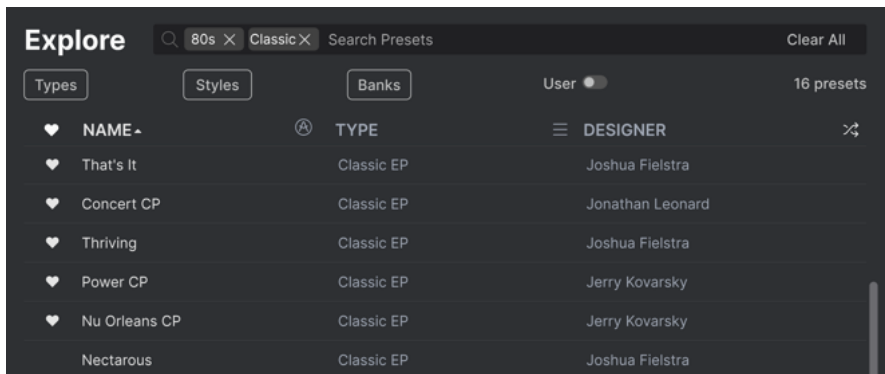 Explore 80s Classic Search Presets Clear All
Types Styles Banks User 16 presets
NAME TYPE DESIGNER
That's It Classic EP Joshua Fielstra
Concert CP Classic EP Jonathan Leonard
Thriving Classic EP Joshua Fielstra
Power CP Classic EP Jerry Kovarsky
Nu Orleans CP Classic EP Jerry Kovarsky
Nectarous Classic EP Joshua Fielstra